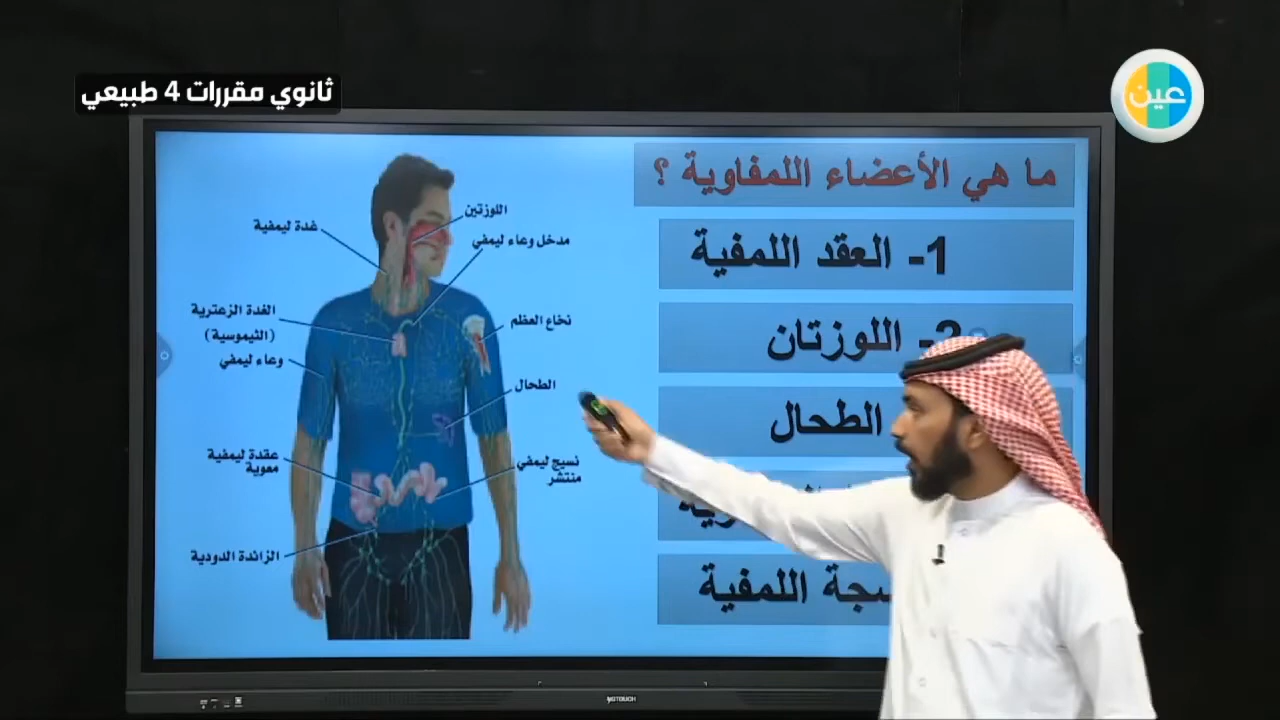 ثانوي مقررات 4 طبيعي
عين
ما هي الأعضاء اللمفاوية ؟
1- العقد اللمفية
2- اللوزتان
الطحال
اللمفية
اللوزتين
غدة ليمفية
مدخل وعاء ليمفي
الغدة الزعترية
(الثيموسية)
نخاع العظم
وعاء ليمفي
الطحال
عقدة ليمفية
معوية
نسيج ليمفي
منتشر
الزائدة الدودية